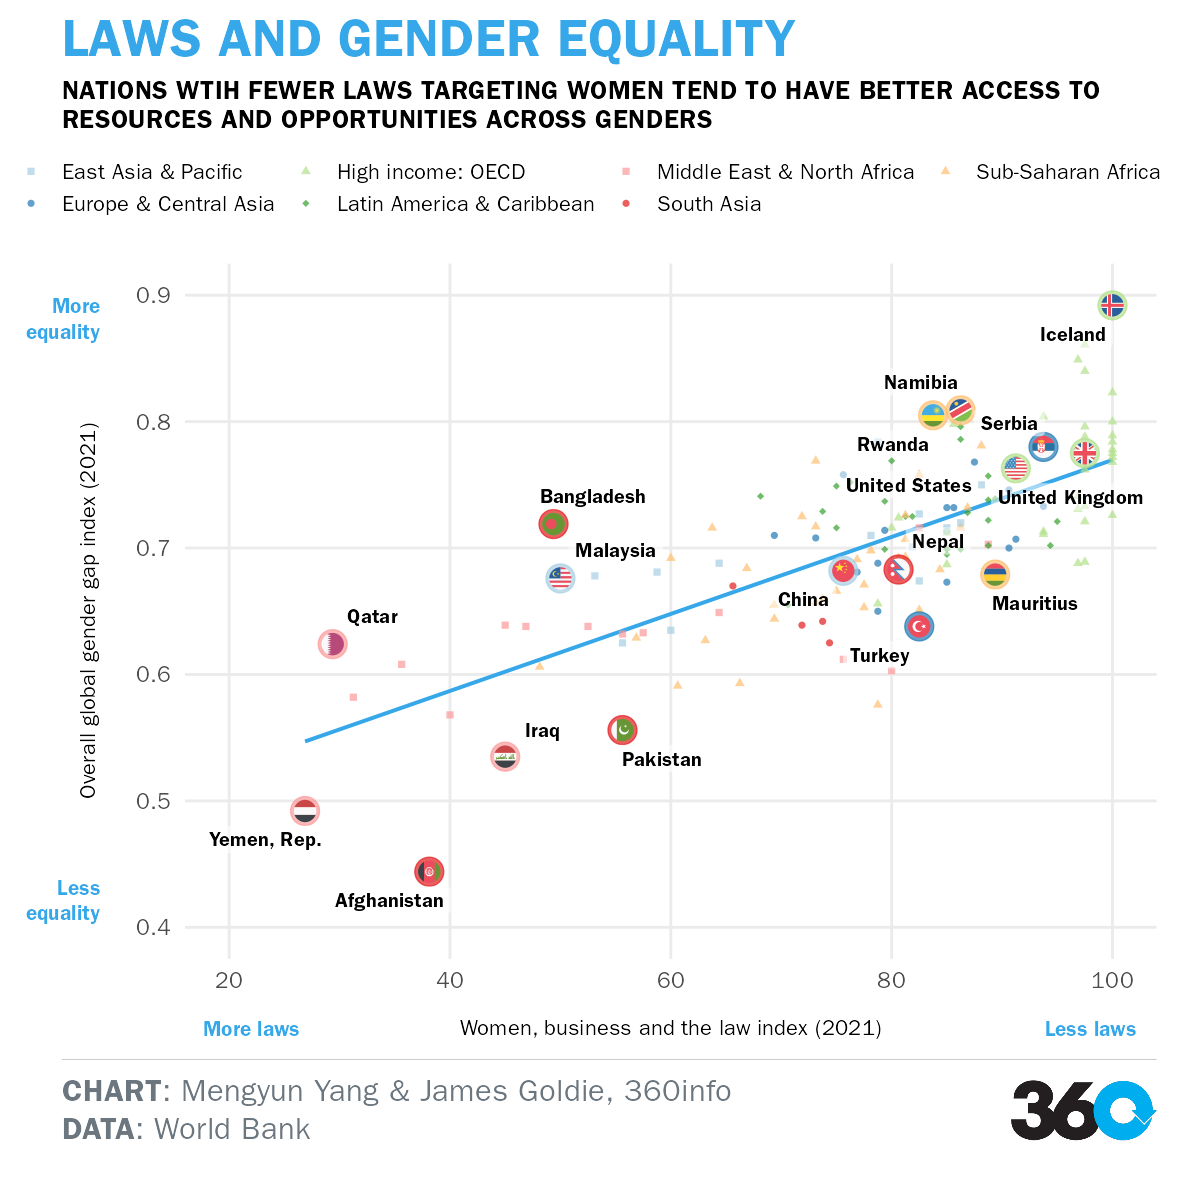 LAWS AND GENDER EQUALITY
NATIONS WTIH FEWER LAWS TARGETING WOMEN TEND TO HAVE BETTER ACCESS TO
RESOURCES AND OPPORTUNITIES ACROSS GENDERS
East Asia & Pacific
High income: OECD
Middle East & North Africa
Sub-Saharan Africa
Europe & Central Asia
Latin America & Caribbean
South Asia
More
equality
0.9
0.8
0.7
0.6
0.5
0.4
Less
equality
Overall global gender gap index (2021)
Iceland
Namibia
Serbia
Rwanda
United States
United Kingdom
Bangladesh
Nepal
Malaysia
China
Mauritius
Qatar
Turkey
Iraq
Pakistan
Yemen, Rep.
Afghanistan
20
40
60
80
100
More laws
Women, business and the law index (2021)
Less laws
CHART: Mengyun Yang & James Goldie, 360info
DATA: World Bank
360